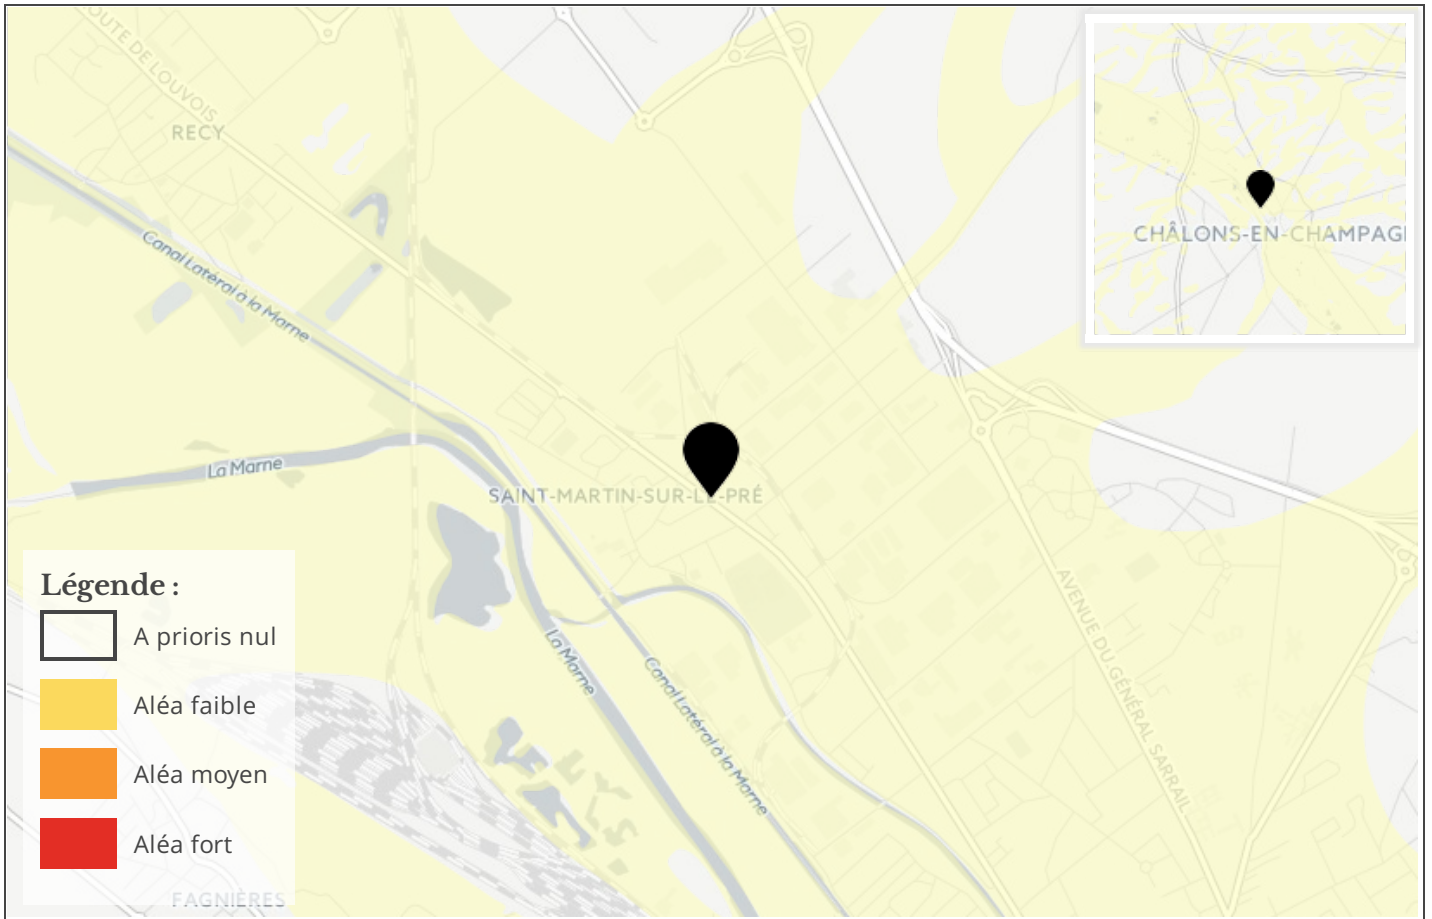 ROUTE DE LOUVOIS
RECY
CHÂLONS-EN-CHAMPAG
Canal Latéral à la Marne
La Marne
SAINT-MARTIN-SUR-LE-PRÉ
AVENUE DU GÉNÉRAL SARRAIL
La Marne
Canal Latéral à la Marne
Légende :
A prioris nul
Aléa faible
Aléa moyen
Aléa fort
FAGNIÈRES